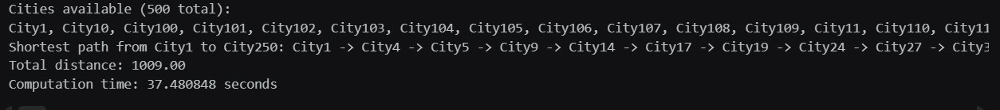 Cities available (500 total):
City1, City10, City100, City101, City102, City103, City104, City105, City106, City107, City108, City109, City11, City110, City11
Shortest path from City1 to City250: City1 -> City4 -> City5 -> City9 -> City14 -> City17 -> City19 -> City24 -> City27 -> City3
Total distance: 1009.00
Computation time: 37.480848 seconds